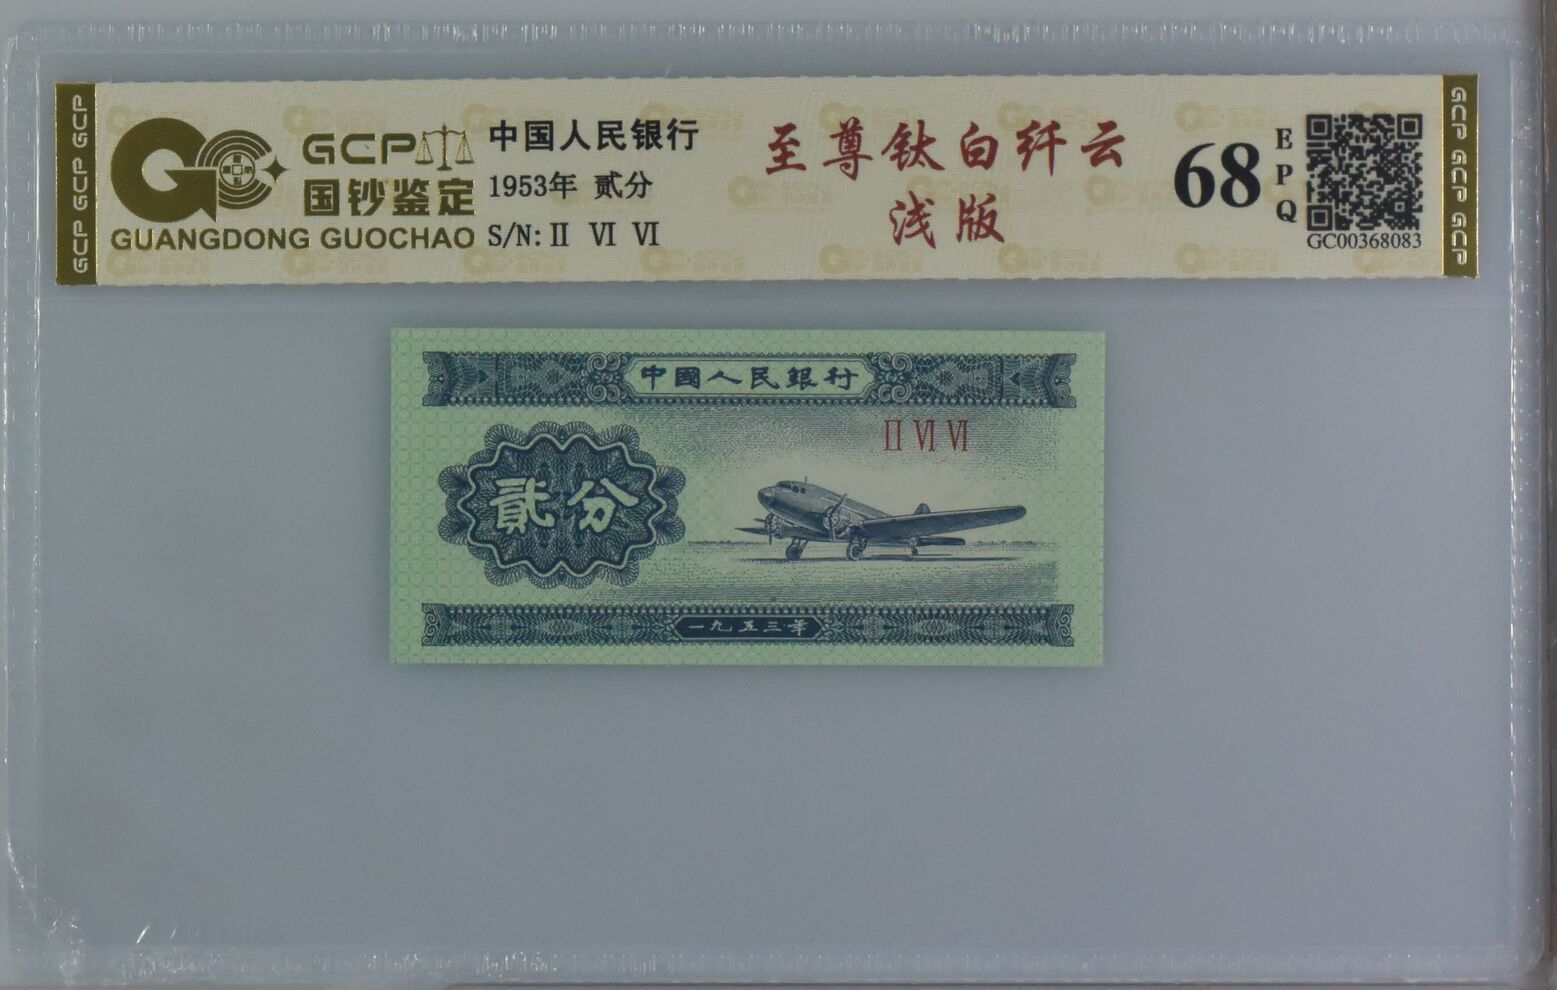 GCP GCP GCP
GCP
国钞鉴定
GUANGDONG GUOCHAO
中国人民银行
1953年 贰分
S/N: II VI VI
至尊钛白纤云
浅版
68
EPQ
GC00368083
GCP GCP GCP
中國人民銀行
II VI VI
貳分
一九五三年